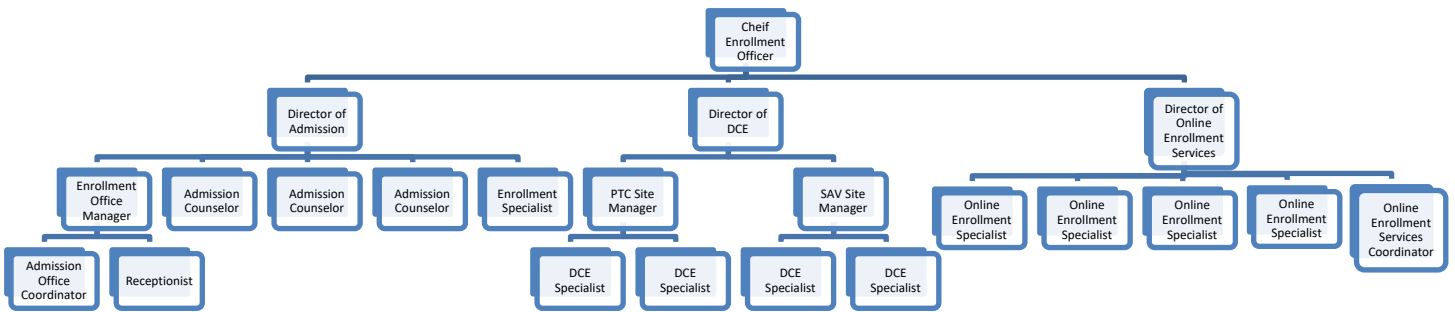 Cheif
Enrollment
Officer
Director of
Admission
Director of
DCE
Director of
Online
Enrollment
Services
Enrollment
Office
Manager
Admission
Counselor
Admission
Counselor
Admission
Counselor
Enrollment
Specialist
PTC Site
Manager
SAV Site
Manager
Online
Enrollment
Specialist
Online
Enrollment
Specialist
Online
Enrollment
Specialist
Online
Enrollment
Specialist
Online
Enrollment
Services
Coordinator
Admission
Office
Coordinator
Receptionist
DCE
Specialist
DCE
Specialist
DCE
Specialist
DCE
Specialist